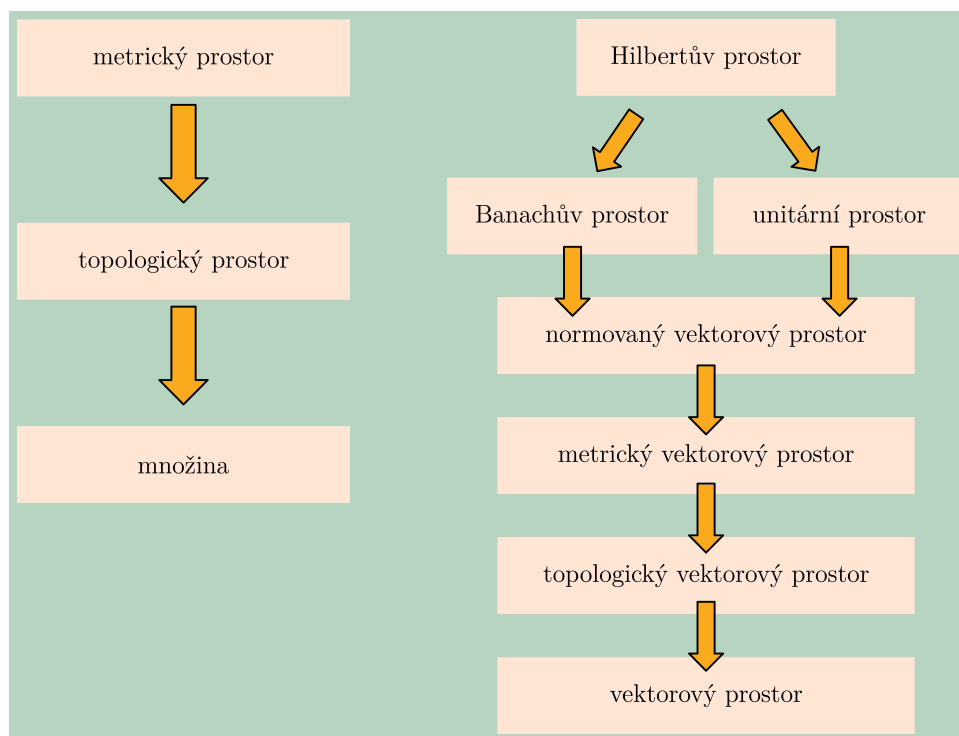 metrický prostor
topologický prostor
množina
Hilbertův prostor
Banachův prostor
unitární prostor
normovaný vektorový prostor
metrický vektorový prostor
topologický vektorový prostor
vektorový prostor